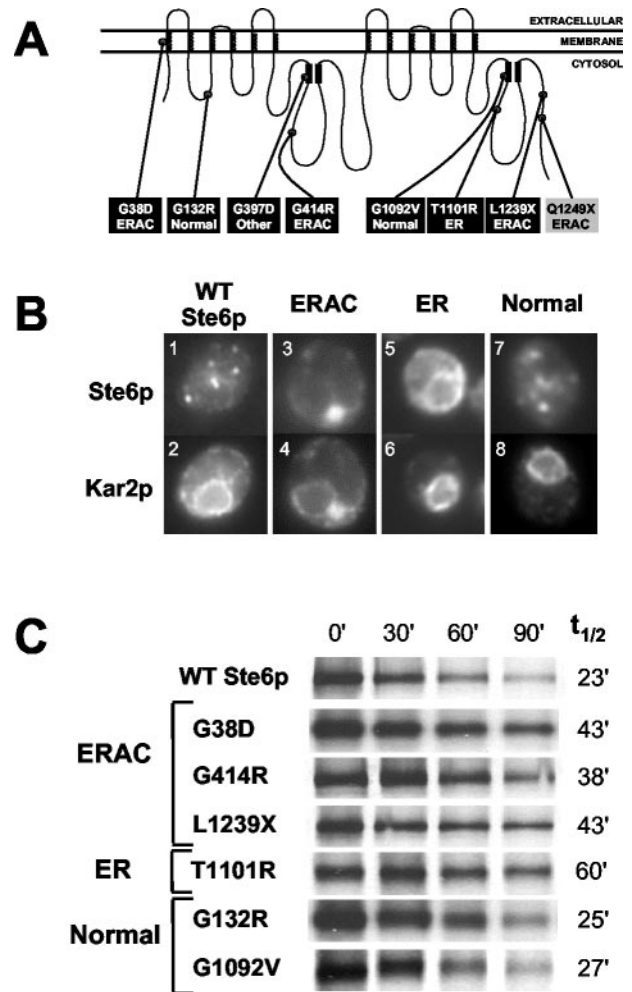 A
EXTRACELLULAR
MEMBRANE
CYTOSOL
G38D ERAC
G132R Normal
G397D Other
G414R ERAC
G1092V Normal
T1101R ER
L1239X ERAC
Q1249X ERAC
B
WT Ste6p
ERAC
ER
Normal
Ste6p
1
3
5
7
Kar2p
2
4
6
8
C
0' 30' 60' 90' t1/2
WT Ste6p 23'
ERAC
G38D 43'
G414R 38'
L1239X 43'
ER
T1101R 60'
Normal
G132R 25'
G1092V 27'